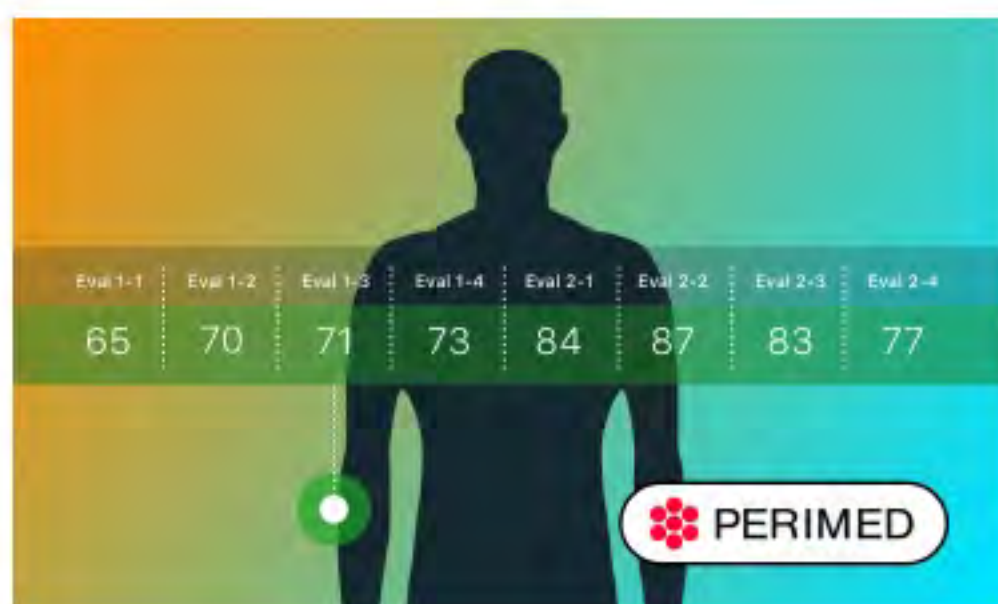 Eval 1-1 Eval 1-2 Eval 1-3 Eval 1-4 Eval 2-1 Eval 2-2 Eval 2-3 Eval 2-4
65 70 71 73 84 87 83 77
PERIMED